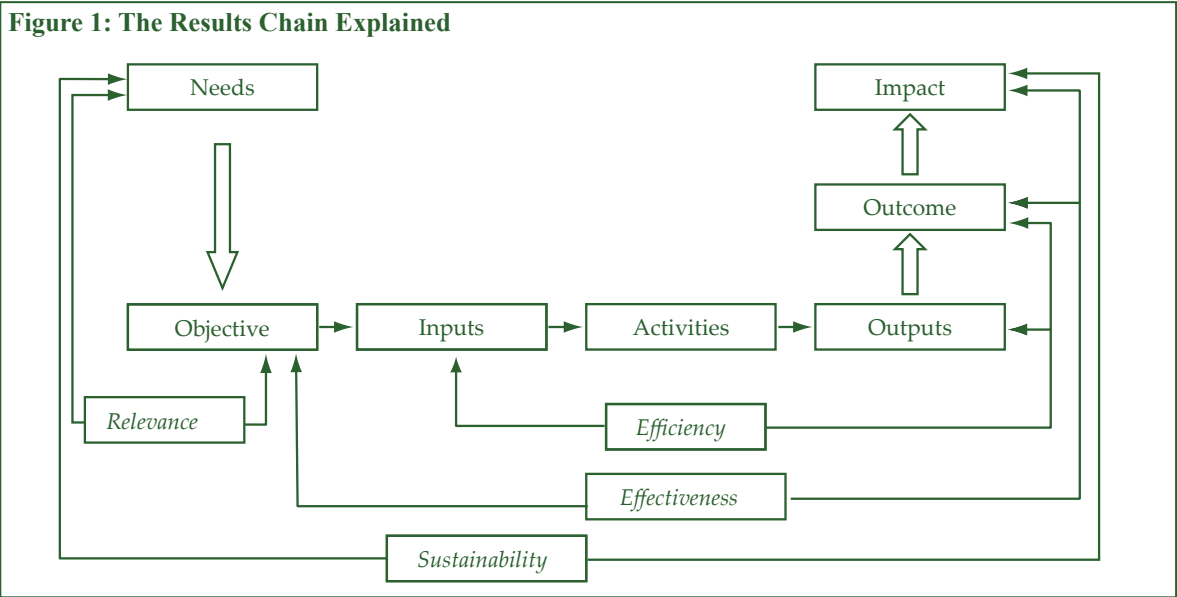 Figure 1: The Results Chain Explained
Needs
Impact
Outcome
Objective
Inputs
Activities
Outputs
Relevance
Efficiency
Effectiveness
Sustainability